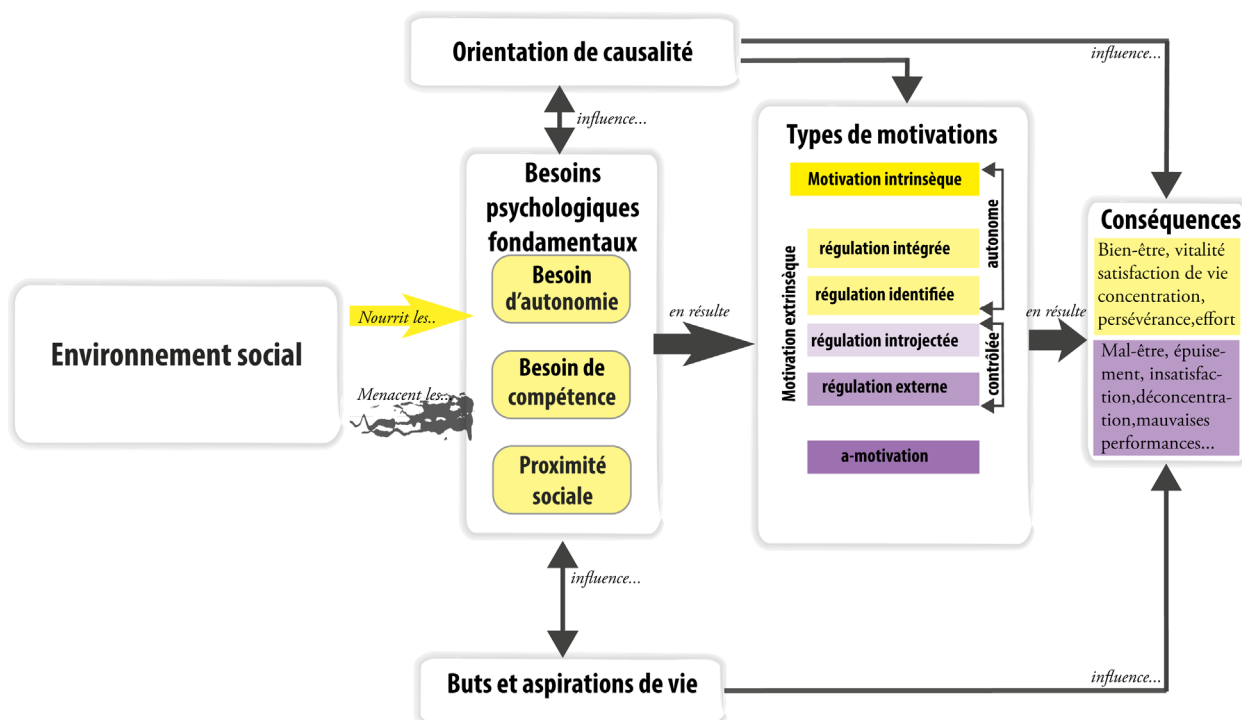 Orientation de causalité
influence...
influence...
Types de motivations
Motivation intrinsèque
régulation intégrée
régulation identifiée
régulation introjectée
régulation externe
a-motivation
Motivation extrinsèque
autonome
contrôlée
Besoins
psychologiques
fondamentaux
Besoin
d'autonomie
Besoin de
compétence
Proximité
sociale
Environnement social
Nourrit les..
Menacent les...
en résulte
en résulte
Conséquences
Bien-être, vitalité
satisfaction de vie
concentration,
persévérance,effort
Mal-être, épuise-
ment, insatisfac-
tion,déconcentra-
tion,mauvaises
performances...
influence...
Buts et aspirations de vie
influence...